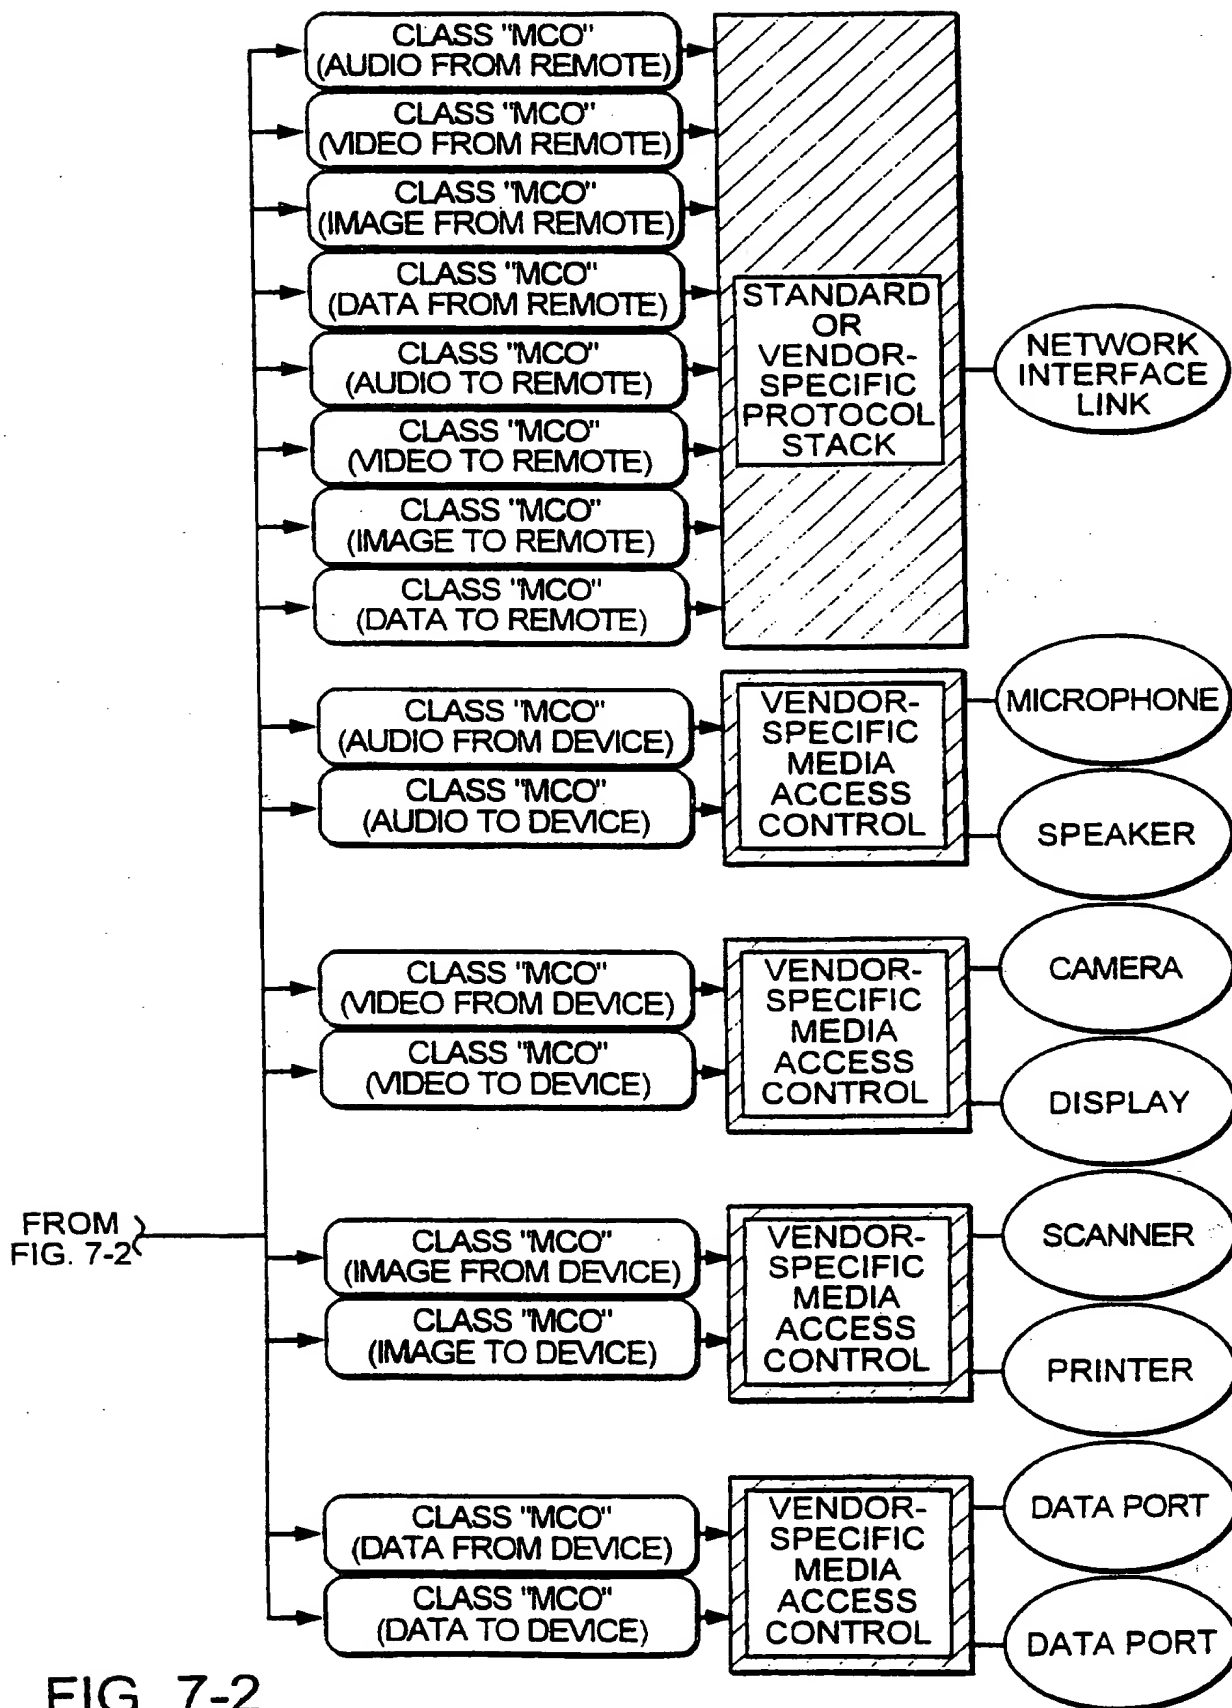 CLASS "MCO"
(AUDIO FROM REMOTE)
CLASS "MCO"
(VIDEO FROM REMOTE)
CLASS "MCO"
(IMAGE FROM REMOTE)
CLASS "MCO"
(DATA FROM REMOTE)
CLASS "MCO"
(AUDIO TO REMOTE)
CLASS "MCO"
(VIDEO TO REMOTE)
CLASS "MCO"
(IMAGE TO REMOTE)
CLASS "MCO"
(DATA TO REMOTE)
STANDARD
OR
VENDOR-
SPECIFIC
PROTOCOL
STACK
NETWORK
INTERFACE
LINK
CLASS "MCO"
(AUDIO FROM DEVICE)
CLASS "MCO"
(AUDIO TO DEVICE)
VENDOR-
SPECIFIC
MEDIA
ACCESS
CONTROL
MICROPHONE
SPEAKER
CLASS "MCO"
(VIDEO FROM DEVICE)
CLASS "MCO"
(VIDEO TO DEVICE)
VENDOR-
SPECIFIC
MEDIA
ACCESS
CONTROL
CAMERA
DISPLAY
FROM
FIG. 7-2
CLASS "MCO"
(IMAGE FROM DEVICE)
CLASS "MCO"
(IMAGE TO DEVICE)
VENDOR-
SPECIFIC
MEDIA
ACCESS
CONTROL
SCANNER
PRINTER
CLASS "MCO"
(DATA FROM DEVICE)
CLASS "MCO"
(DATA TO DEVICE)
VENDOR-
SPECIFIC
MEDIA
ACCESS
CONTROL
DATA PORT
DATA PORT
FIG. 7-2